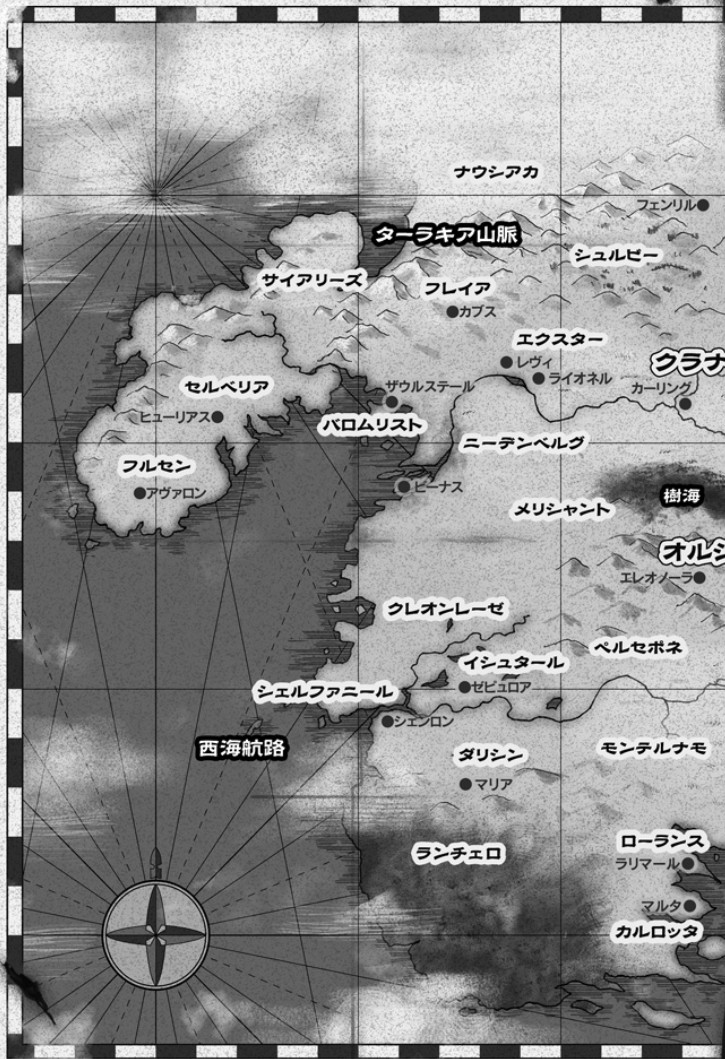 ナウシアカ
フェンリル
ターラキア山脈
シュルビー
サイアリーズ
フレイア
カブス
エクスター
レヴィ
ライオネル
クラナ
カーリング
セルベリア
ザウルステール
ヒューリアス
バロムリスト
ニーデンベルグ
フルセン
アヴァロン
ビーナス
メリシャント
樹海
オルシ
エレオノーラ
クレオンレーゼ
ペルセポネ
イシュタール
ゼピュロア
シェルファニール
シェンロン
西海航路
ダリシン
モンテルナモ
マリア
ローランス
ランチェロ
ラリマール
マルタ
カルロッタ